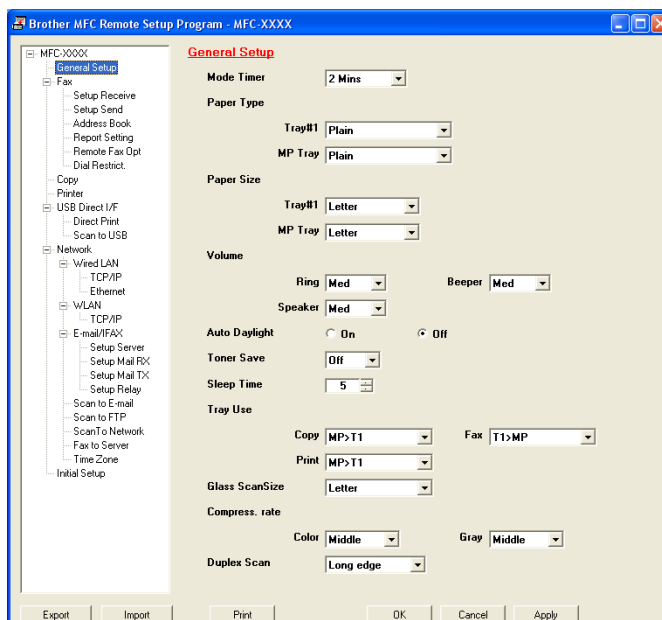 Brother MFC Remote Setup Program - MFC-XXXX
MFC-XXXX
General Setup
Fax
Setup Receive
Setup Send
Address Book
Report Setting
Remote Fax Opt
Dial Restrict.
Copy
Printer
USB Direct I/F
Direct Print
Scan to USB
Network
Wired LAN
TCP/IP
Ethernet
WLAN
TCP/IP
E-mail/IFAX
Setup Server
Setup Mail RX
Setup Mail TX
Setup Relay
Scan to E-mail
Scan to FTP
ScanTo Network
Fax to Server
Time Zone
Initial Setup
General Setup
Mode Timer 2 Mins
Paper Type
Tray#1 Plain
MP Tray Plain
Paper Size
Tray#1 Letter
MP Tray Letter
Volume
Ring Med Beeper Med
Speaker Med
Auto Daylight On Off
Toner Save Off
Sleep Time 5
Tray Use
Copy MP>T1 Fax T1>MP
Print MP>T1
Glass ScanSize Letter
Compress. rate
Color Middle Gray Middle
Duplex Scan Long edge
Export Import Print OK Cancel Apply